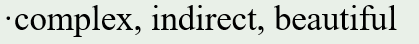 ·complex, indirect, beautiful